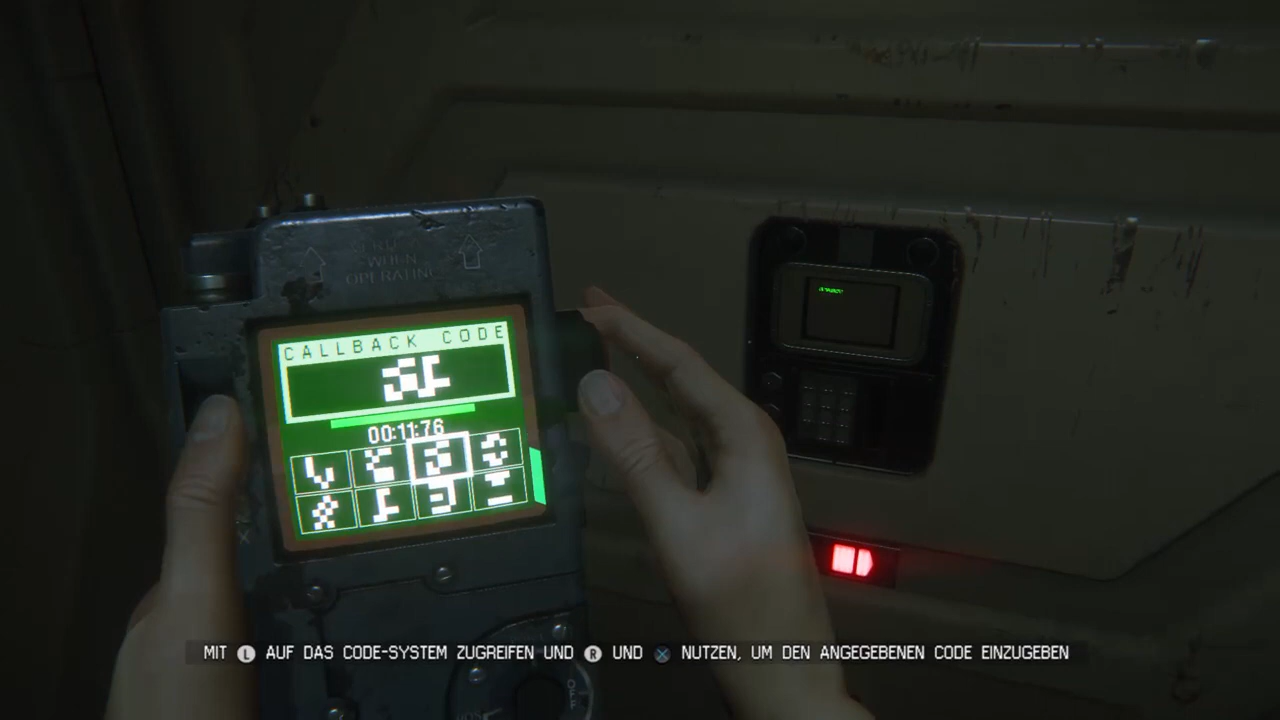 WHEN
OPERATING
CALLBACK CODE
00:11:76
MIT L AUF DAS CODE-SYSTEM ZUGREIFEN UND R UND X NUTZEN, UM DEN ANGEGEBENEN CODE EINZUGEBEN